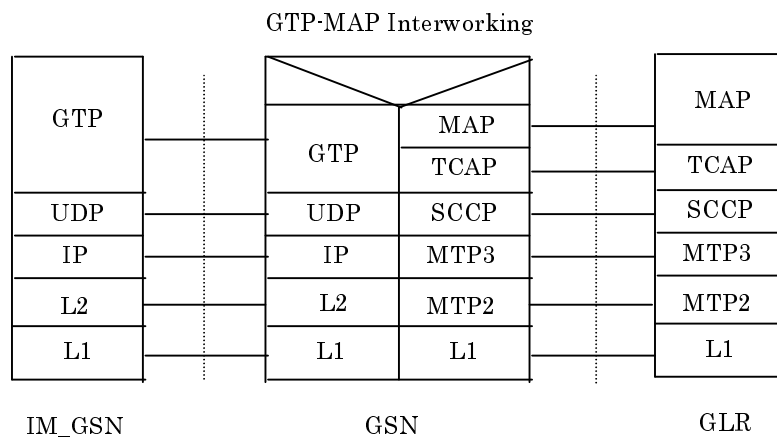 GTP-MAP Interworking
GTP
GTP
MAP
MAP
TCAP
TCAP
UDP
UDP
SCCP
SCCP
IP
IP
MTP3
MTP3
L2
L2
MTP2
MTP2
L1
L1
L1
L1
IM_GSN
GSN
GLR